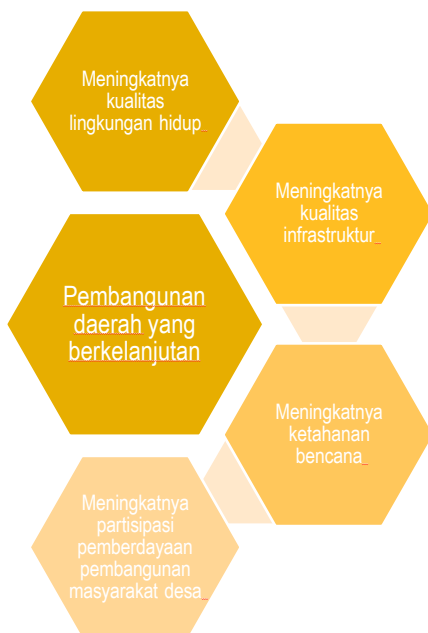 Meningkatnya
kualitas
lingkungan hidup
Meningkatnya
kualitas
infrastruktur
Pembangunan
daerah yang
berkelanjutan
Meningkatnya
ketahanan
bencana
Meningkatnya
partisipasi
pemberdayaan
pembangunan
masyarakat desa